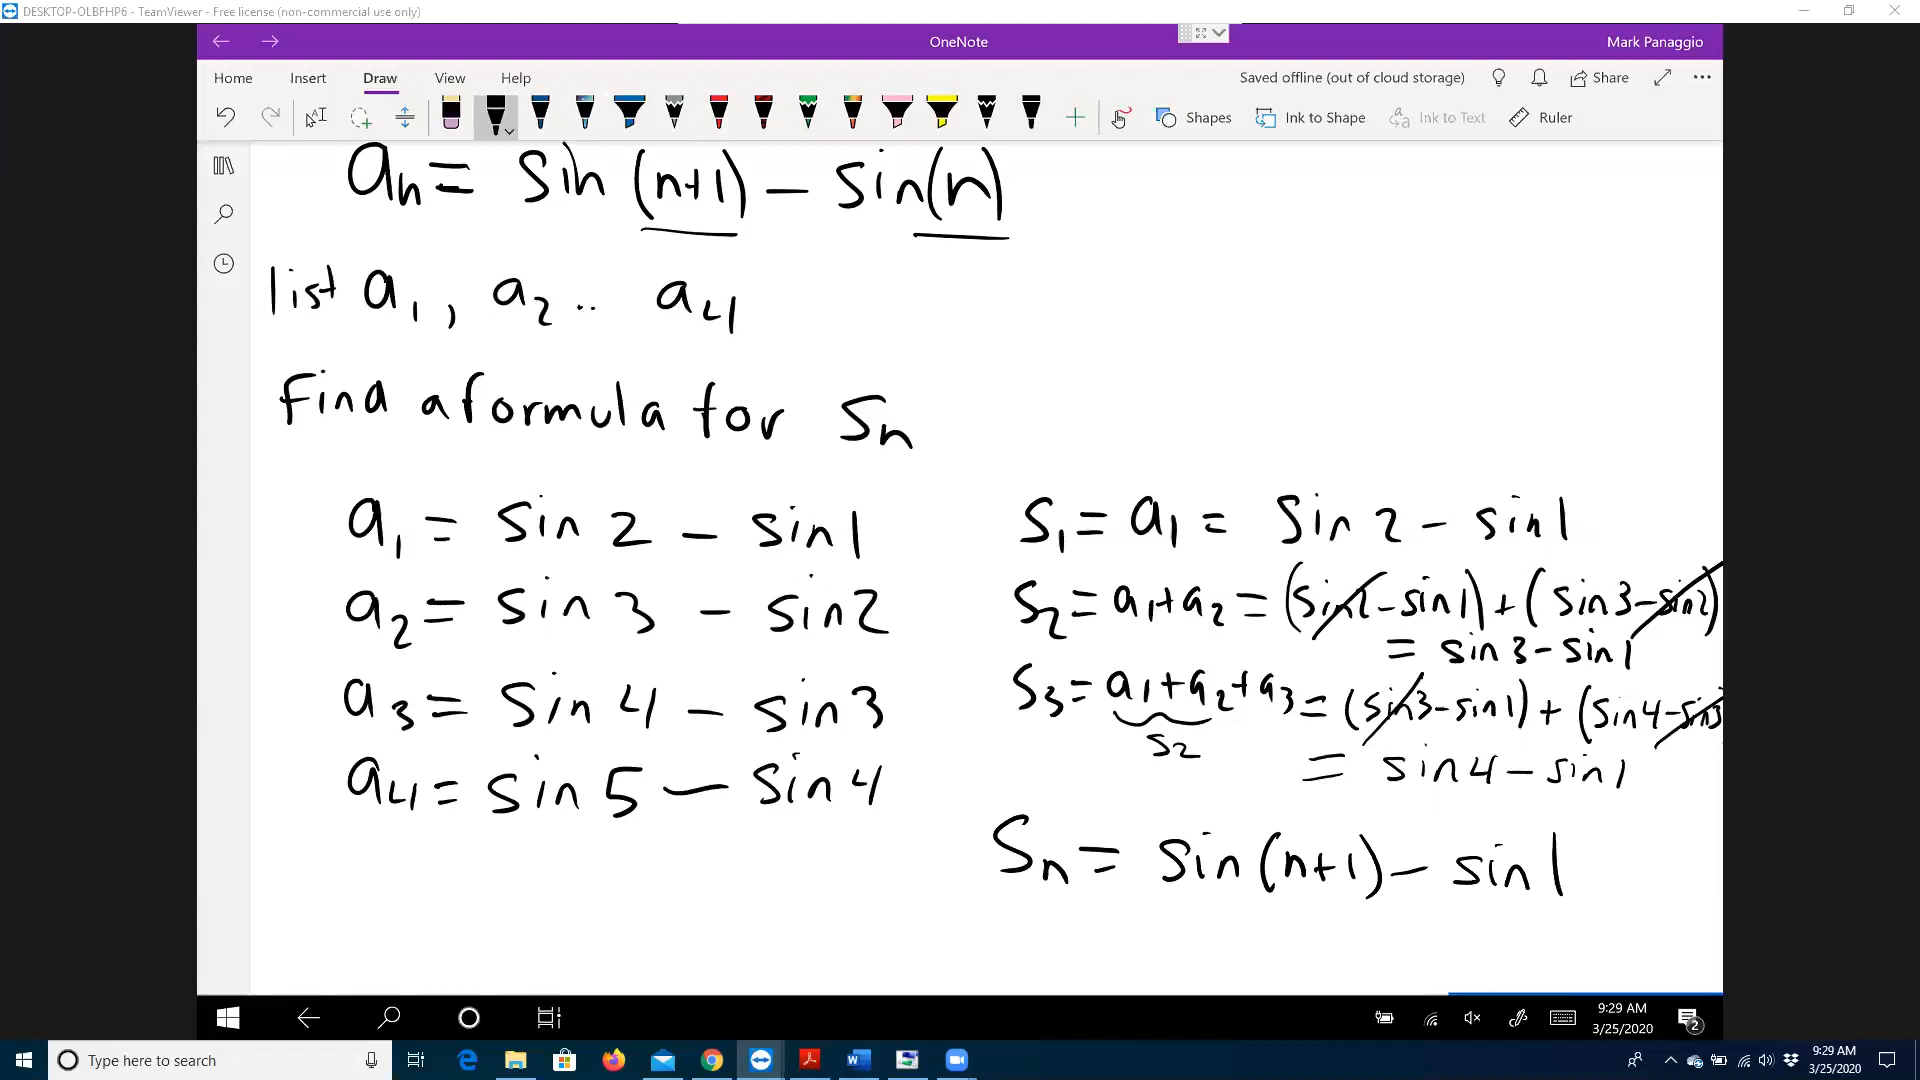 DESKTOP-OLBFHP6 - TeamViewer - Free license (non-commercial use only)
OneNote
Mark Panaggio
Home Insert Draw View Help
Saved offline (out of cloud storage)
Share
Shapes
Ink to Shape
Ink to Text
Ruler
an = sin (n+1) - sin(n)
list a1, a2 .. a4
Find a formula for Sn
a1 = sin 2 - sin 1
a2 = sin 3 - sin 2
a3 = sin 4 - sin 3
a4 = sin 5 - sin 4
S1 = a1 = sin 2 - sin 1
S2 = a1 + a2 = (sin 2 - sin 1) + (sin 3 - sin 2)
= sin 3 - sin 1
S3 = a1 + a2 + a3 = (sin 3 - sin 1) + (sin 4 - sin 3
S2
= sin 4 - sin 1
Sn = sin(n+1) - sin 1
9:29 AM
3/25/2020
2
Type here to search
9:29 AM
3/25/2020